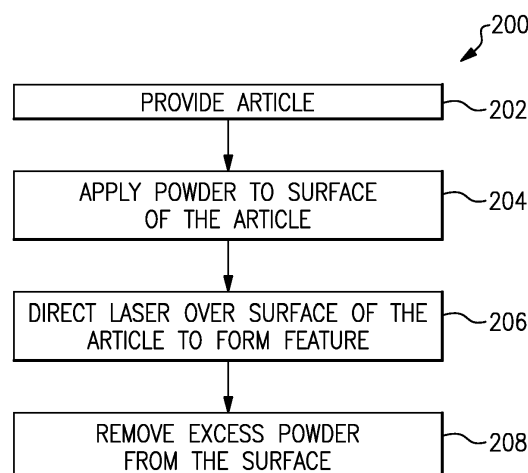 200
PROVIDE ARTICLE
202
APPLY POWDER TO SURFACE
OF THE ARTICLE
204
DIRECT LASER OVER SURFACE OF THE
ARTICLE TO FORM FEATURE
206
REMOVE EXCESS POWDER
FROM THE SURFACE
208